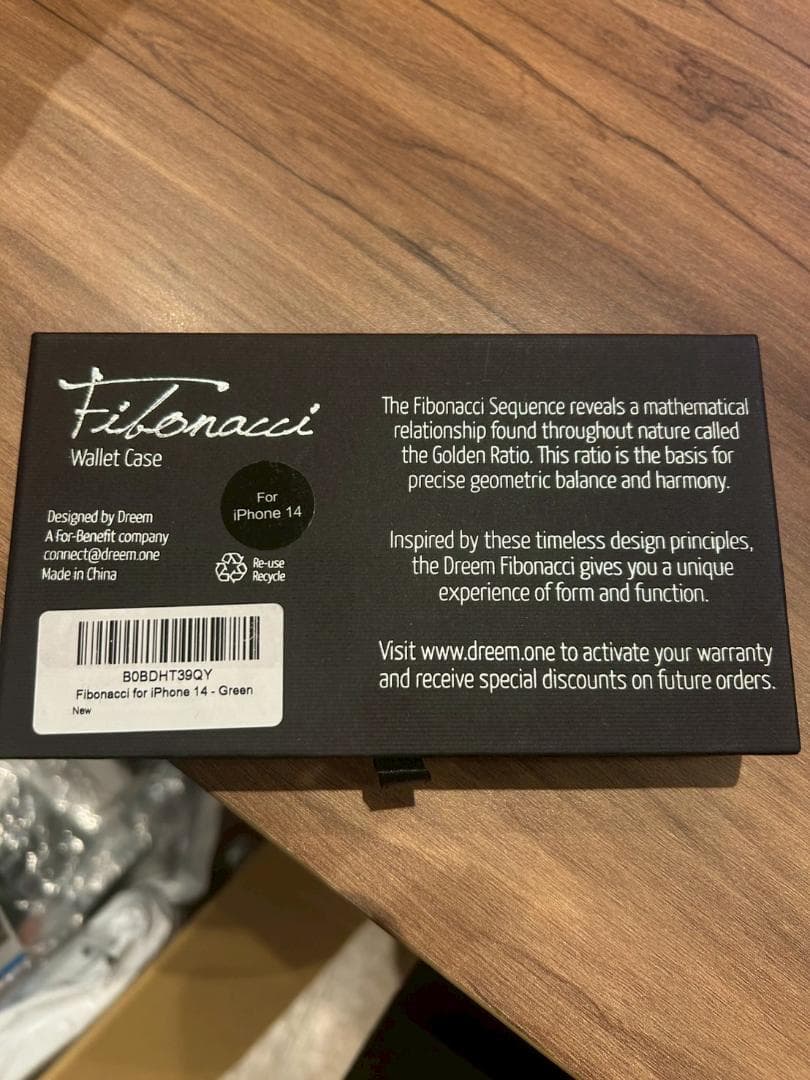 Fibonacci
Wallet Case
For
iPhone 14
Designed by Dreem
A For-Benefit company
connect@dreem.one
Made in China
Re-use
Recycle
B0BDHT39QY
Fibonacci for iPhone 14 - Green
New
The Fibonacci Sequence reveals a mathematical
relationship found throughout nature called
the Golden Ratio. This ratio is the basis for
precise geometric balance and harmony.
Inspired by these timeless design principles,
the Dreem Fibonacci gives you a unique
experience of form and function.
Visit www.dreem.one to activate your warranty
and receive special discounts on future orders.